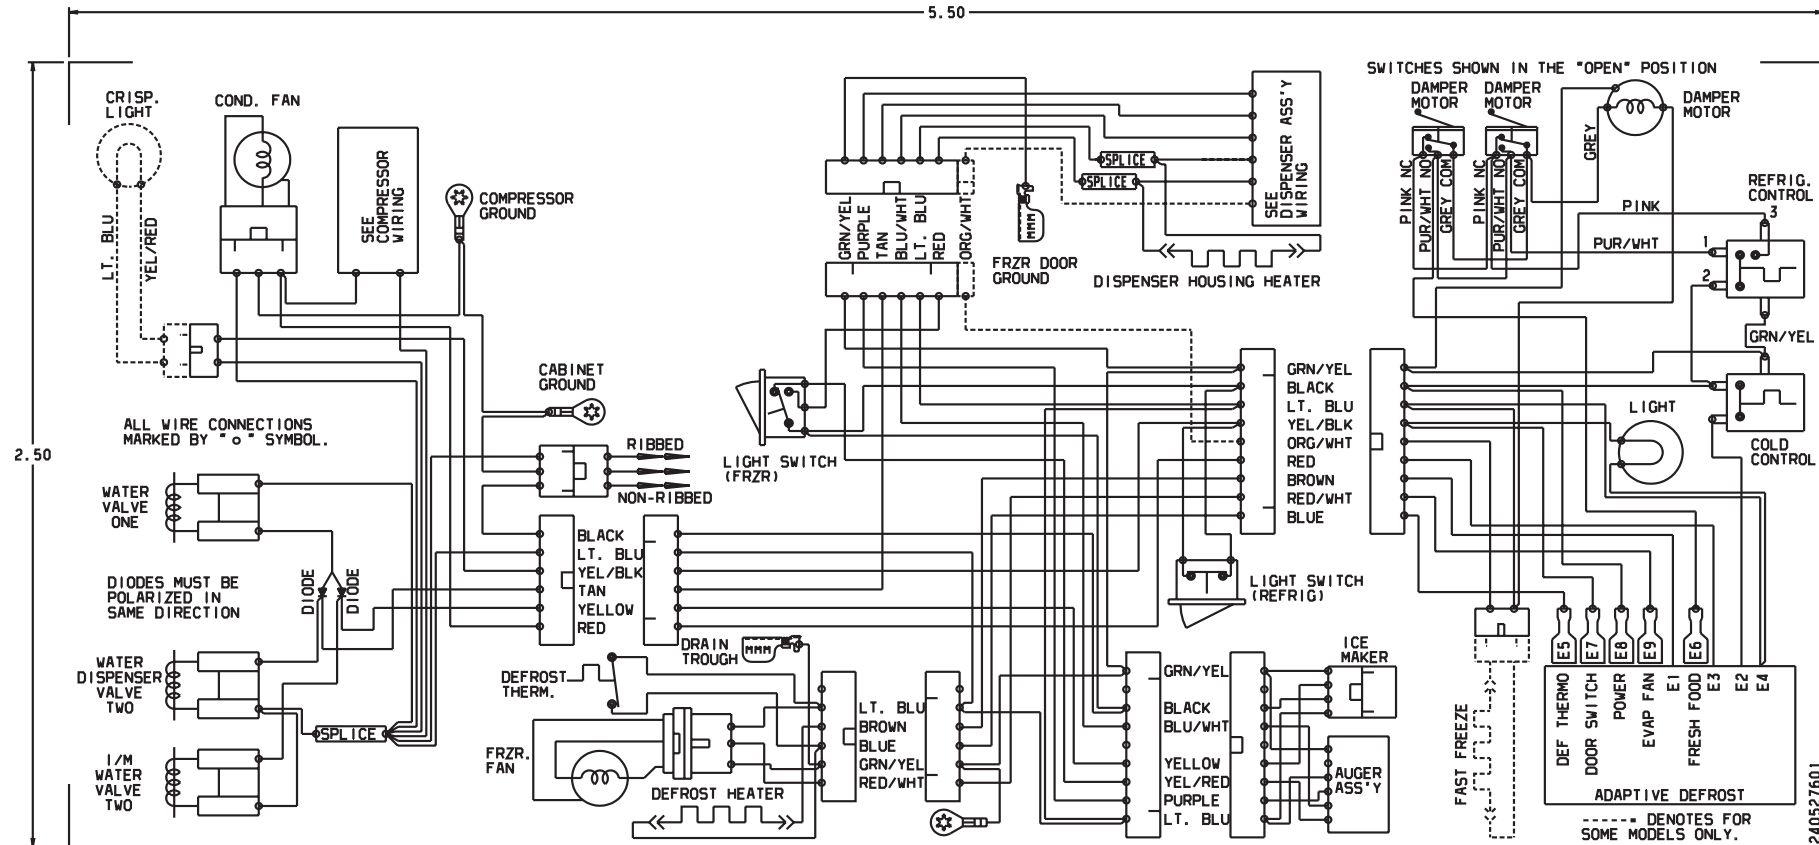 5.50
2.50
CRISP.
LIGHT
COND. FAN
LT. BLU
YEL/RED
SEE
COMPRESSOR
WIRING
COMPRESSOR
GROUND
CABINET
GROUND
ALL WIRE CONNECTIONS
MARKED BY " o " SYMBOL.
RIBBED
NON-RIBBED
WATER
VALVE
ONE
DIODES MUST BE
POLARIZED IN
SAME DIRECTION
DIODE
DIODE
WATER
DISPENSER
VALVE
TWO
I/M
WATER
VALVE
TWO
SPLICE
BLACK
LT. BLU
YEL/BLK
TAN
YELLOW
RED
DRAIN
TROUGH
DEFROST
THERM.
FRZR.
FAN
DEFROST HEATER
LT. BLU
BROWN
BLUE
GRN/YEL
RED/WHT
LIGHT SWITCH
(FRZR)
GRN/YEL
PURPLE
TAN
BLU/WHT
LT. BLU
RED
ORG/WHT
FRZR DOOR
GROUND
SPLICE
SPLICE
SEE
DISPENSER ASS'Y
WIRING
DISPENSER HOUSING HEATER
GRN/YEL
BLACK
LT. BLU
YEL/BLK
ORG/WHT
RED
BROWN
RED/WHT
BLUE
LIGHT SWITCH
(REFRIG)
GRN/YEL
BLACK
BLU/WHT
YELLOW
YEL/RED
PURPLE
LT. BLU
ICE
MAKER
AUGER
ASS'Y
SWITCHES SHOWN IN THE "OPEN" POSITION
DAMPER
MOTOR
DAMPER
MOTOR
DAMPER
MOTOR
GREY
PINK NC
PUR/WHT NO
GREY COM
PINK NC
PUR/WHT NO
GREY COM
PINK
PUR/WHT
REFRIG.
CONTROL
3
1
2
GRN/YEL
COLD
CONTROL
LIGHT
FAST FREEZE
E5
E7
E8
E9
E1
E6
E3
E2
E4
DEF THERMO
DOOR SWITCH
POWER
EVAP FAN
FRESH FOOD
ADAPTIVE DEFROST
------ DENOTES FOR
SOME MODELS ONLY.
240527601